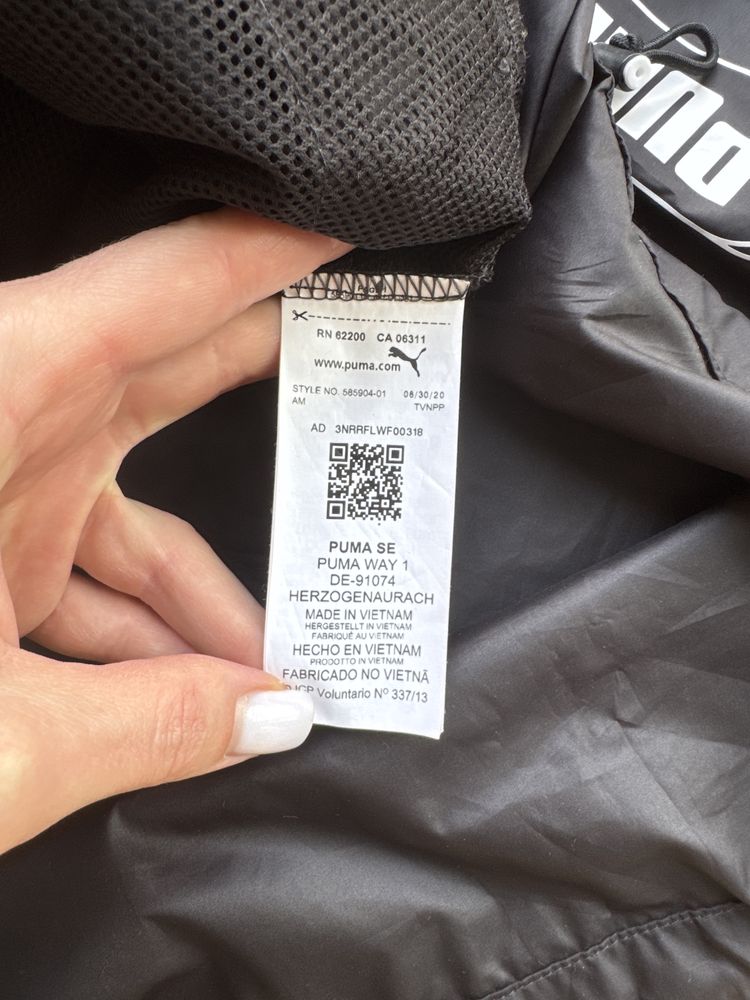 PUMA
RN 62200 CA 06311
www.puma.com
STYLE NO. 585904-01 08/30/20
AM TVNPP
AD 3NRRFLWF00318
PUMA SE
PUMA WAY 1
DE-91074
HERZOGENAURACH
MADE IN VIETNAM
HERGESTELLT IN VIETNAM
FABRIQUÉ AU VIETNAM
HECHO EN VIETNAM
PRODOTTO IN VIETNAM
FABRICADO NO VIETNÃ
Voluntario Nº 337/13